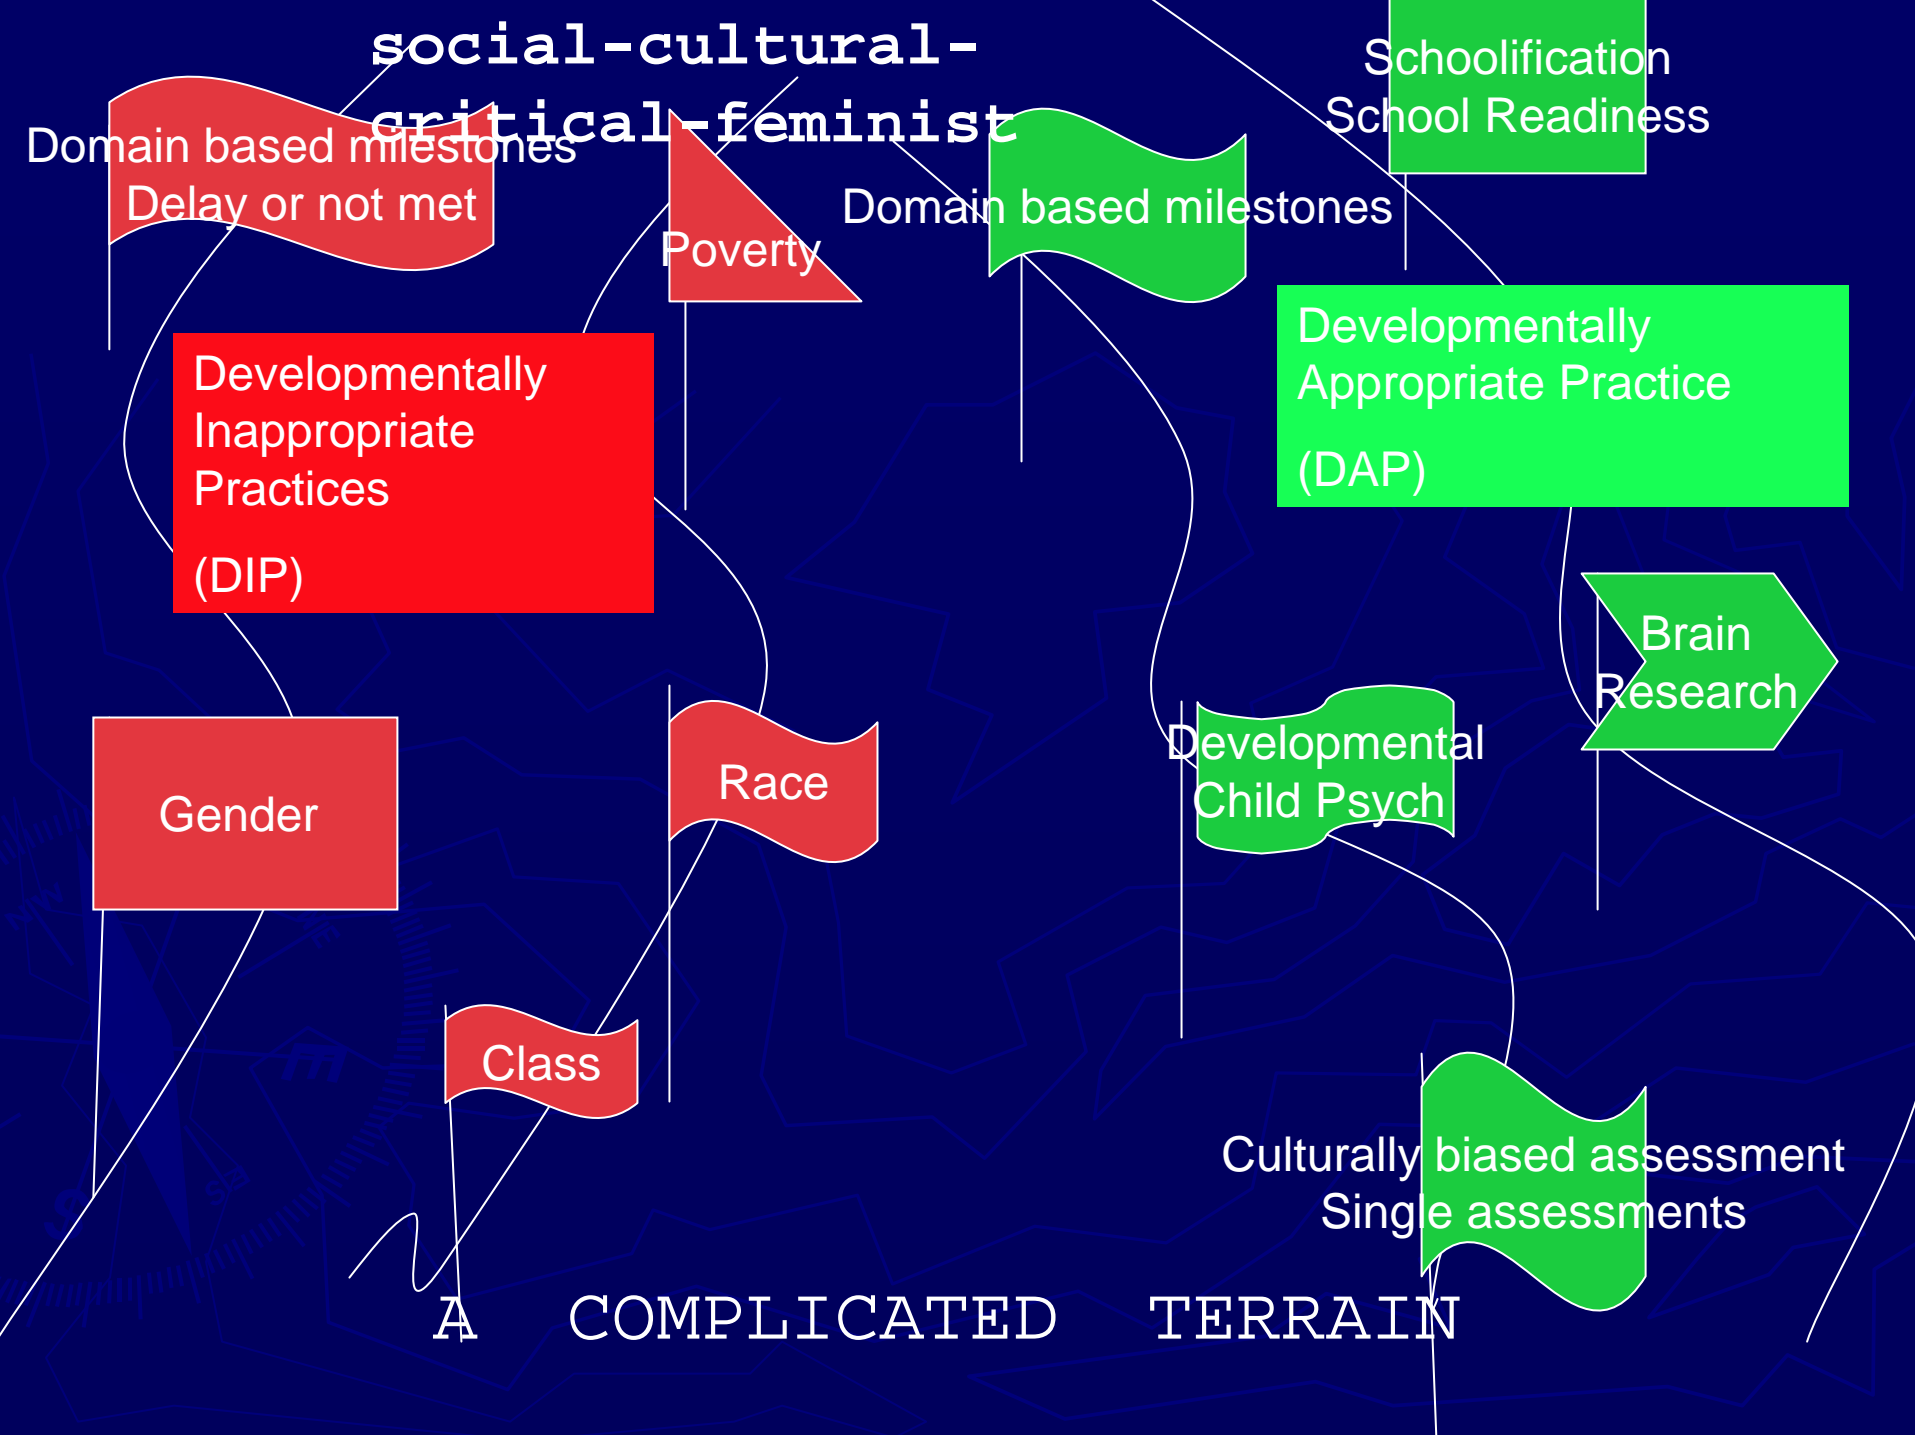 social-cultural-
critical-feminist
Schoolification
School Readiness
Domain based milestones
Delay or not met
Poverty
Domain based milestones
Developmentally
Inappropriate
Practices
(DIP)
Developmentally
Appropriate Practice
(DAP)
Brain
Research
Gender
Race
Developmental
Child Psych
Class
Culturally biased assessment
Single assessments
A COMPLICATED TERRAIN